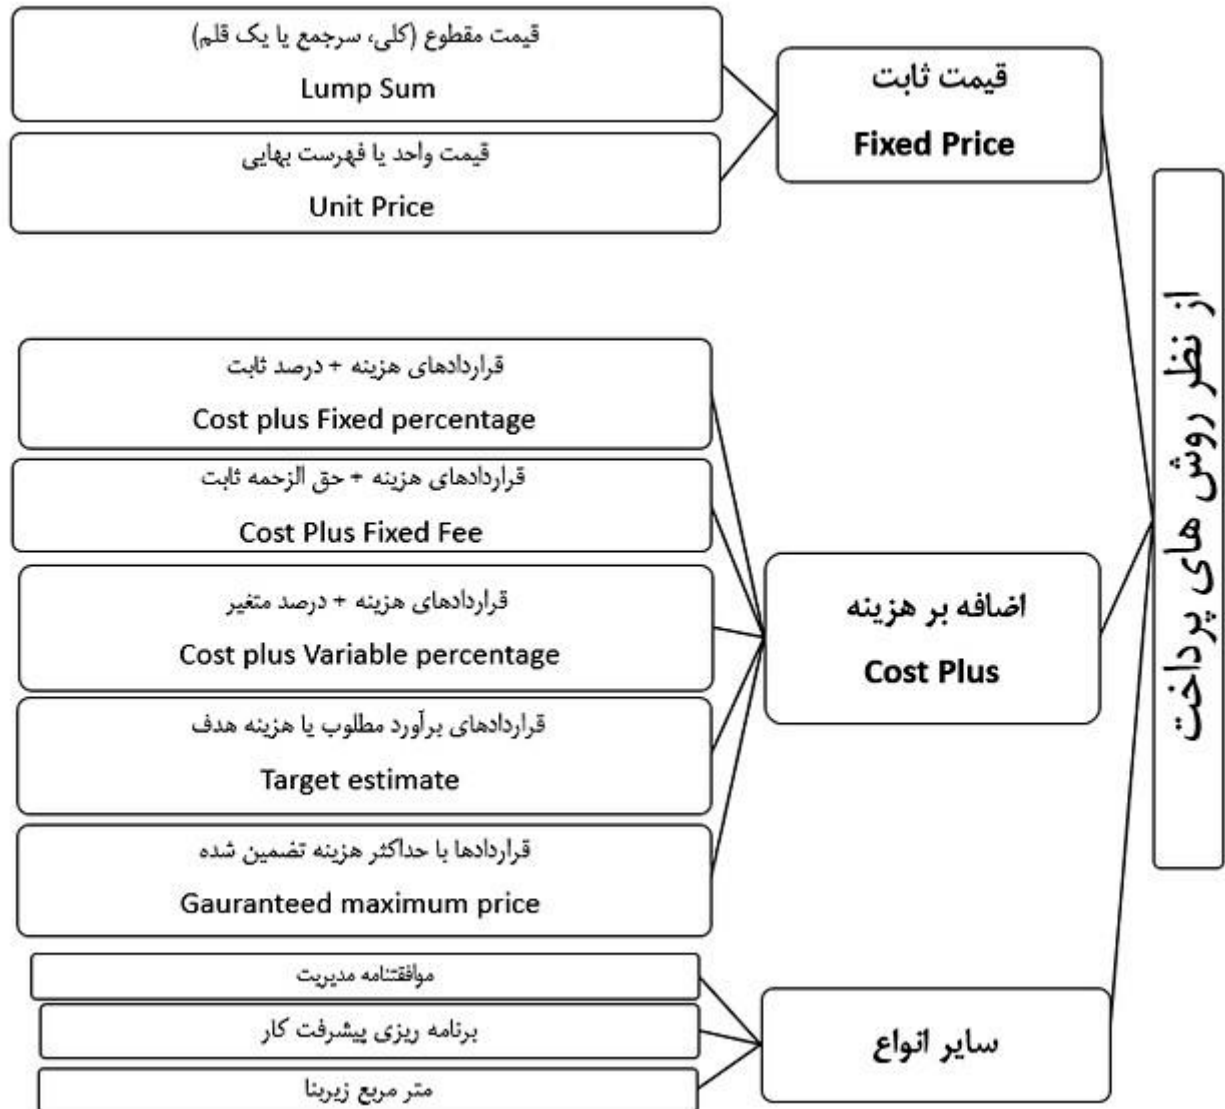 از نظر روش های پرداخت
قیمت ثابت
Fixed Price
قیمت مقطوع (کلی، سرجمع یا یک قلم)
Lump Sum
قیمت واحد یا فهرست بهایی
Unit Price
اضافه بر هزینه
Cost Plus
قراردادهای هزینه + درصد ثابت
Cost plus Fixed percentage
قراردادهای هزینه + حق الزحمه ثابت
Cost Plus Fixed Fee
قراردادهای هزینه + درصد متغیر
Cost plus Variable percentage
قراردادهای برآورد مطلوب یا هزینه هدف
Target estimate
قراردادها با حداکثر هزینه تضمین شده
Gauranteed maximum price
سایر انواع
موافقتنامه مدیریت
برنامه ریزی پیشرفت کار
متر مربع زیربنا